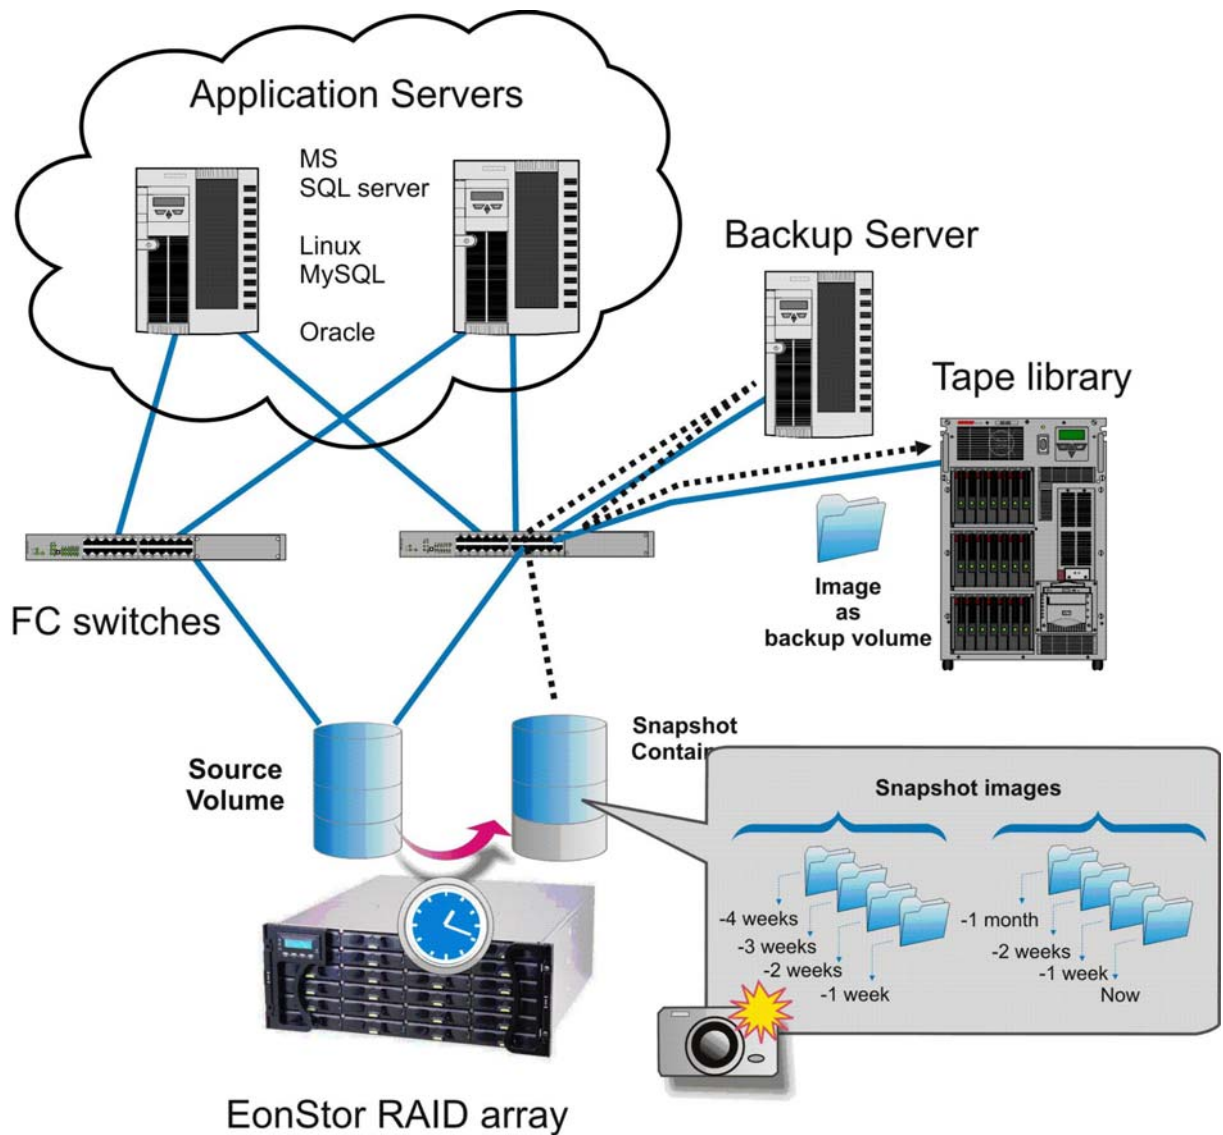 Application Servers
MS
SQL server
Linux
MySQL
Oracle
Backup Server
Tape library
Image
as
backup volume
FC switches
Snapshot
Contain
Source
Volume
Snapshot images
-4 weeks
-3 weeks
-2 weeks
-1 week
-1 month
-2 weeks
-1 week
Now
EonStor RAID array